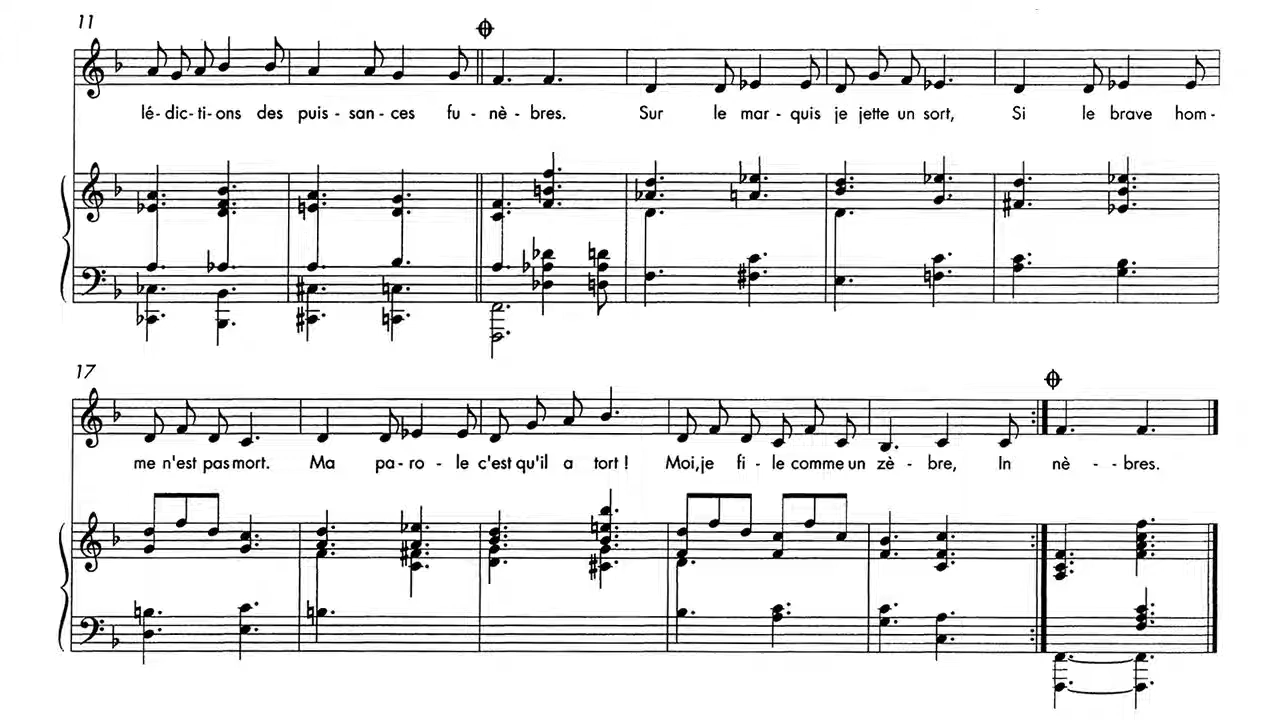 11
lé-dic-ti-ons des puis-san-ces fu-nè-bres. Sur le mar-quis je jette un sort, Si le brave hom-
17
me n'est pas mort. Ma pa-ro-le c'est qu'il a tort ! Moi, je fi-le comme un zè-bre, In nè--bres.